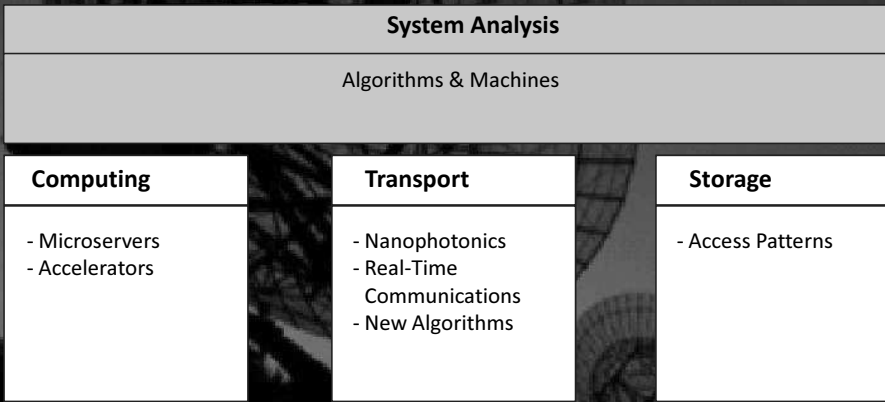 System Analysis
Algorithms & Machines
Computing
- Microservers
- Accelerators
Transport
- Nanophotonics
- Real-Time
Communications
- New Algorithms
Storage
- Access Patterns